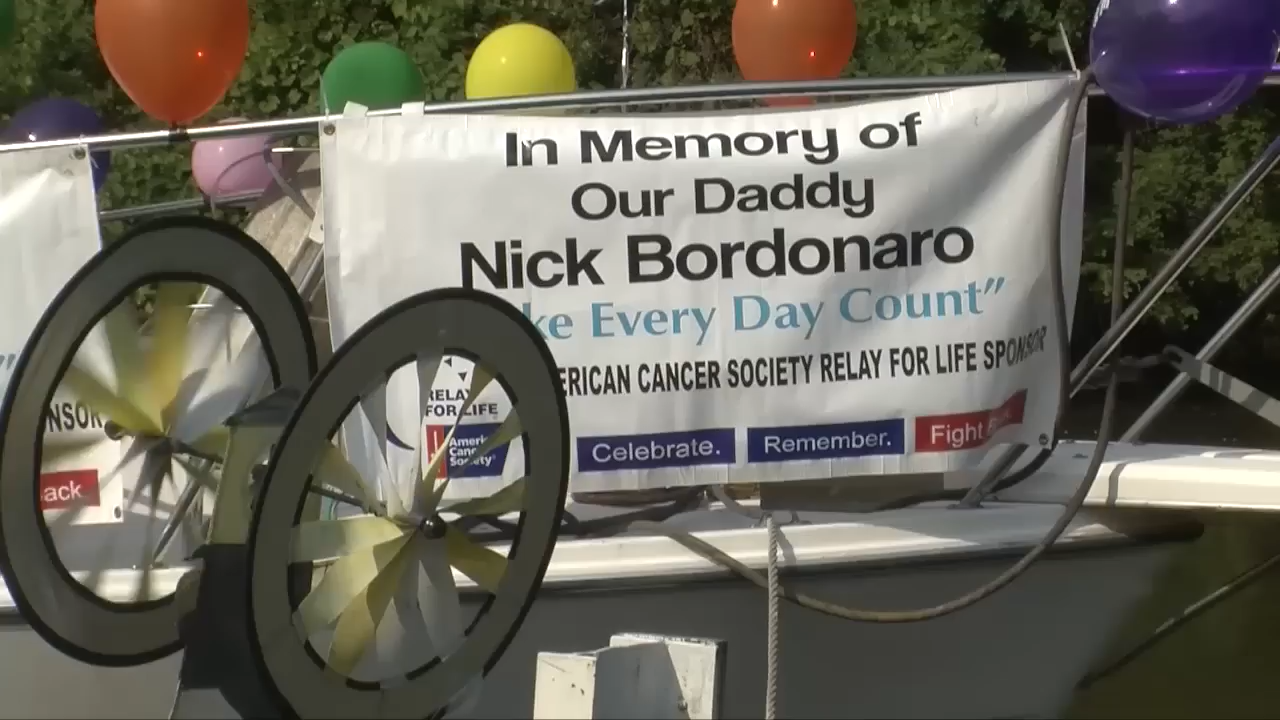 In Memory of
Our Daddy
Nick Bordonaro
ke Every Day Count”
ERICAN CANCER SOCIETY RELAY FOR LIFE SPONSOR
RELAY
FOR LIFE
American
Cancer
Society®
Celebrate.
Remember.
Fight
”
NSOR
ack